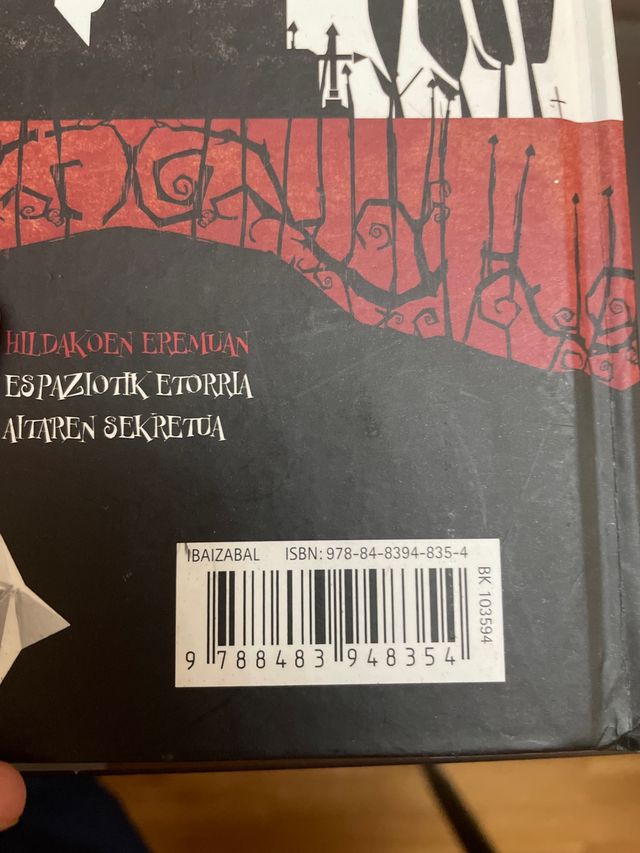 HILDAKOEN EREMUAN
ESPAZIOTIK ETORRIA
AITAREN SEKRETUA
IBAIZABAL ISBN: 978-84-8394-835-4
BK 103594
9 788483 948354